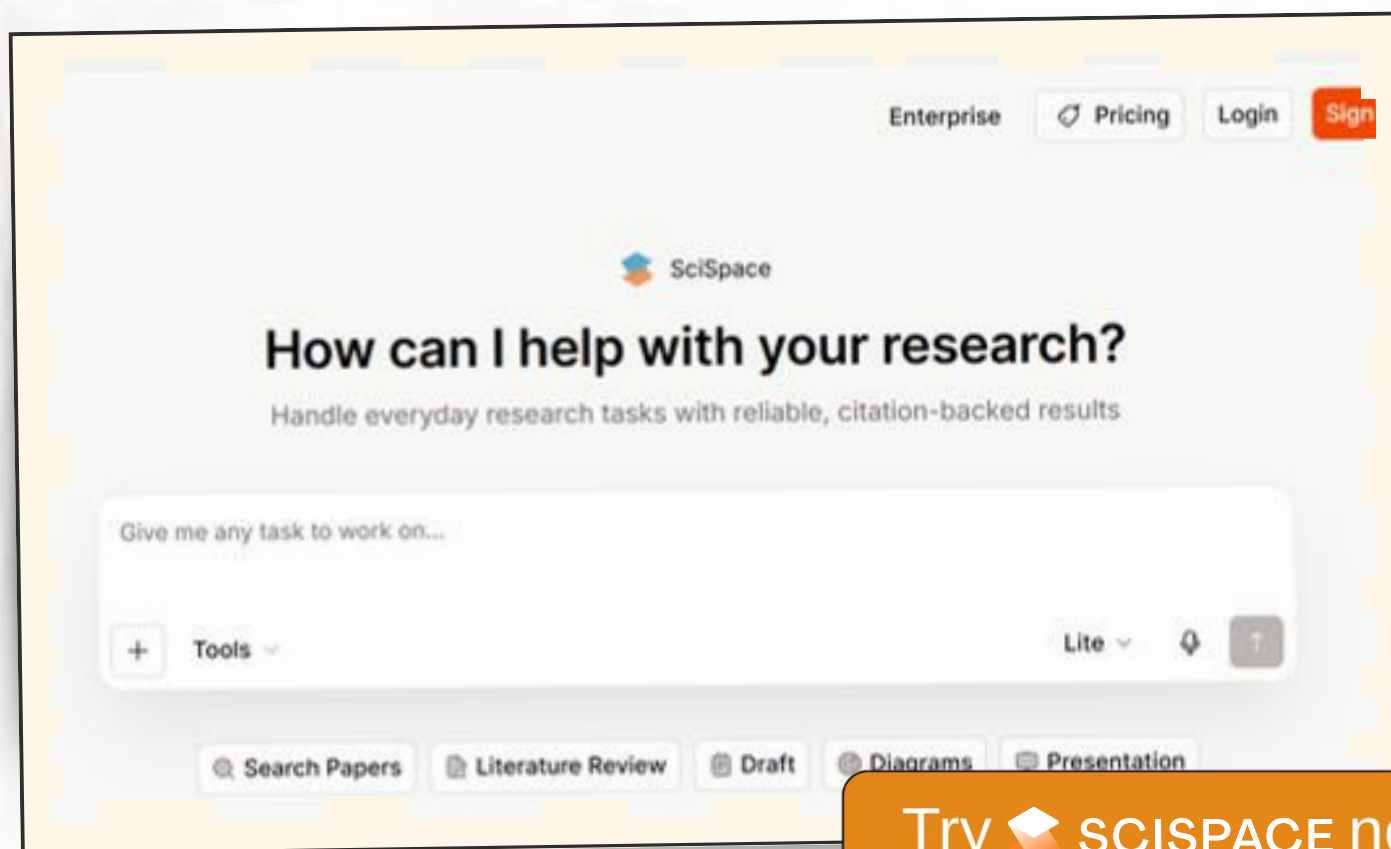 Enterprise Pricing Login Sign
SciSpace
How can I help with your research?
Handle everyday research tasks with reliable, citation-backed results
Give me any task to work on...
Tools Lite
Search Papers Literature Review Draft Diagrams Presentation
Try SCISPACE